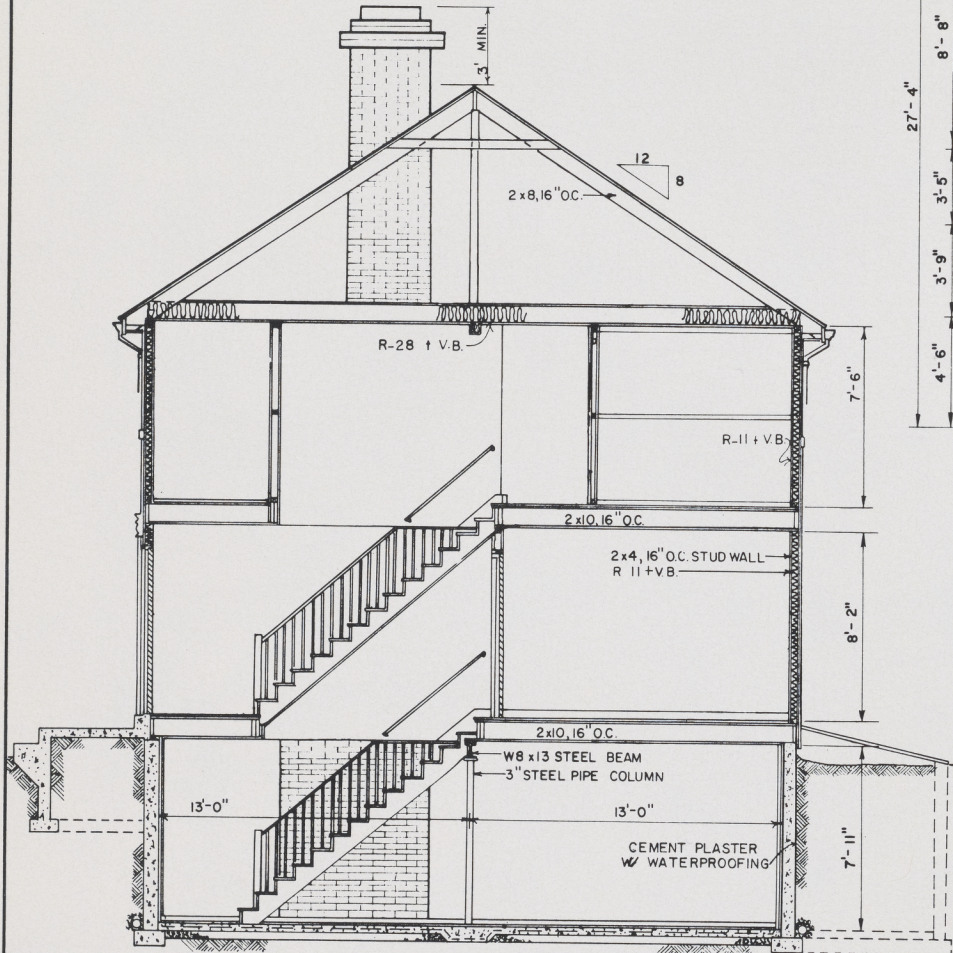 3' MIN.
8'-8"
27'-4"
12
8
3'-5"
2x8,16"O.C.
3'-9"
R-28 + V.B.
7'-6"
4'-6"
R-11 + V.B.
2x10,16"O.C.
2x4, 16"O.C. STUD WALL
R 11 +V.B.
8'-2"
2x10,16"O.C.
W8 x13 STEEL BEAM
3" STEEL PIPE COLUMN
13'-0"
13'-0"
CEMENT PLASTER
W/ WATERPROOFING
7'-11"